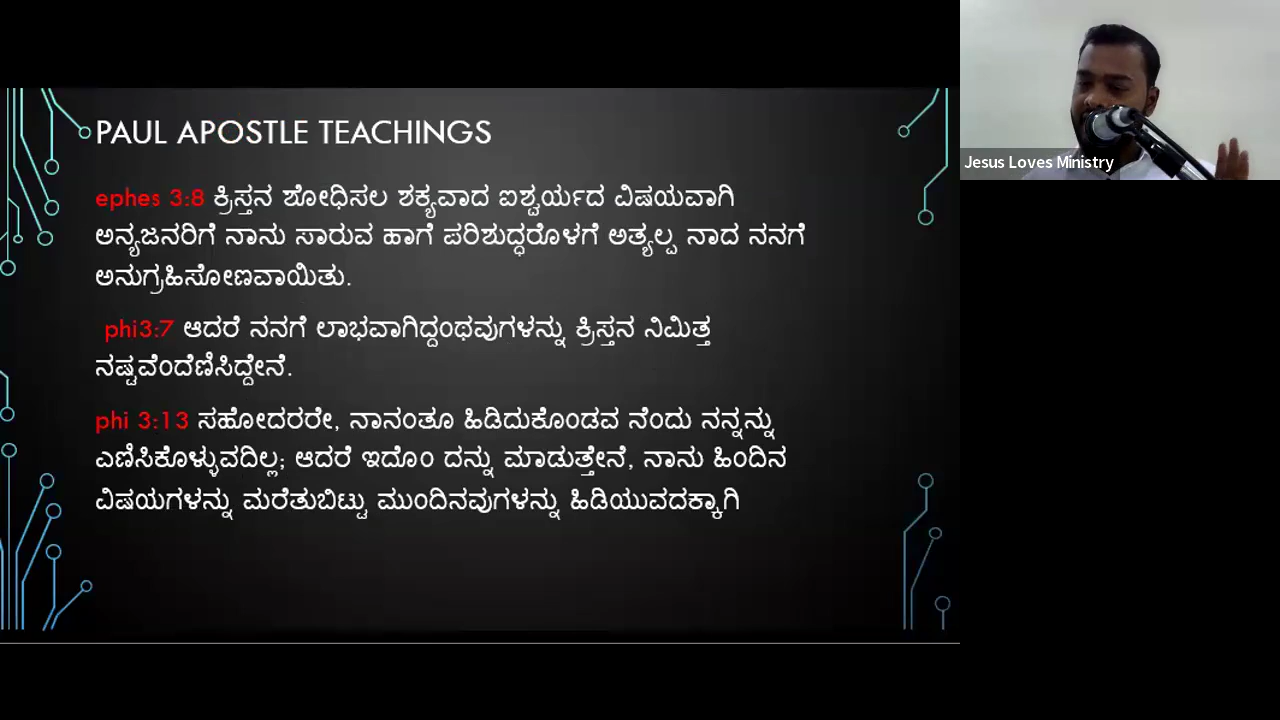 PAUL APOSTLE TEACHINGS
ephes 3:8 ಕ್ರಿಸ್ತನ ಶೋಧಿಸಲ ಶಕ್ಯವಾದ ಐಶ್ವರ್ಯದ ವಿಷಯವಾಗಿ
ಅನ್ಯಜನರಿಗೆ ನಾನು ಸಾರುವ ಹಾಗೆ ಪರಿಶುದ್ಧರೊಳಗೆ ಅತ್ಯಲ್ಪ ನಾದ ನನಗೆ
ಅನುಗ್ರಹಿಸೋಣವಾಯಿತು.
phi3:7 ಆದರೆ ನನಗೆ ಲಾಭವಾಗಿದ್ದಂಥವುಗಳನ್ನು ಕ್ರಿಸ್ತನ ನಿಮಿತ್ತ
ನಷ್ಟವೆಂದೆಣಿಸಿದ್ದೇನೆ.
phi 3:13 ಸಹೋದರರೇ, ನಾನಂತೂ ಹಿಡಿದುಕೊಂಡವ ನೆಂದು ನನ್ನನ್ನು
ಎಣಿಸಿಕೊಳ್ಳುವದಿಲ್ಲ; ಆದರೆ ಇದೊಂ ದನ್ನು ಮಾಡುತ್ತೇನೆ, ನಾನು ಹಿಂದಿನ
ವಿಷಯಗಳನ್ನು ಮರೆತುಬಿಟ್ಟು ಮುಂದಿನವುಗಳನ್ನು ಹಿಡಿಯುವದಕ್ಕಾಗಿ
Jesus Loves Ministry